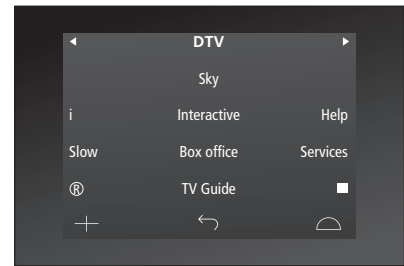 DTV
Sky
i Interactive Help
Slow Box office Services
® TV Guide